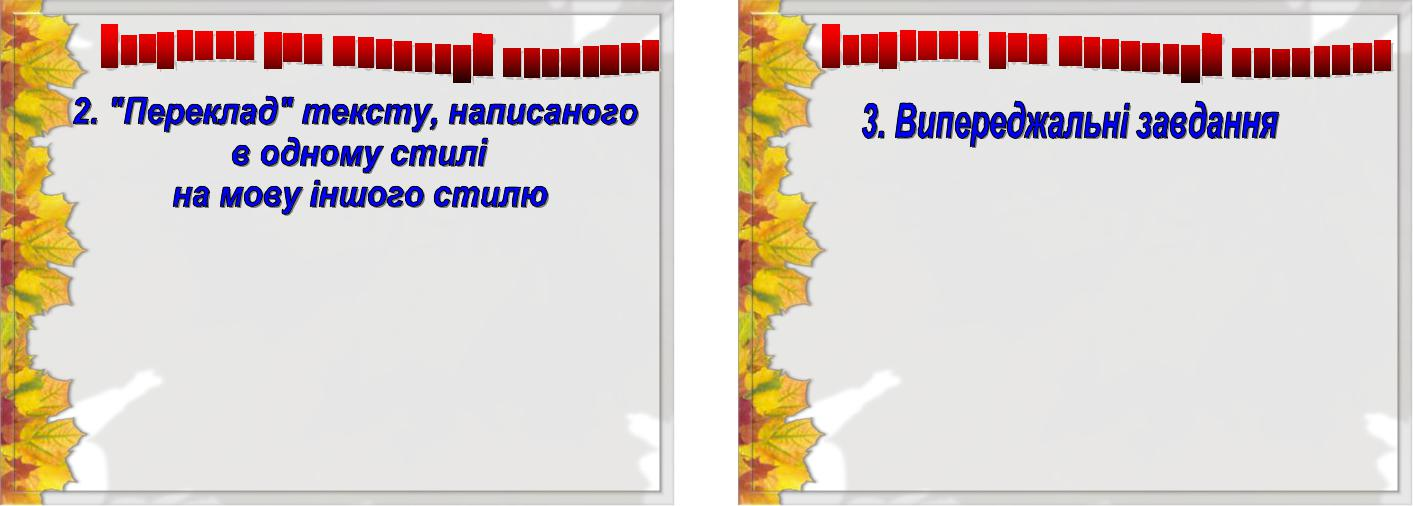 2. "Переклад" тексту, написаного
в одному стилі
на мову іншого стилю
3. Випереджальні завдання